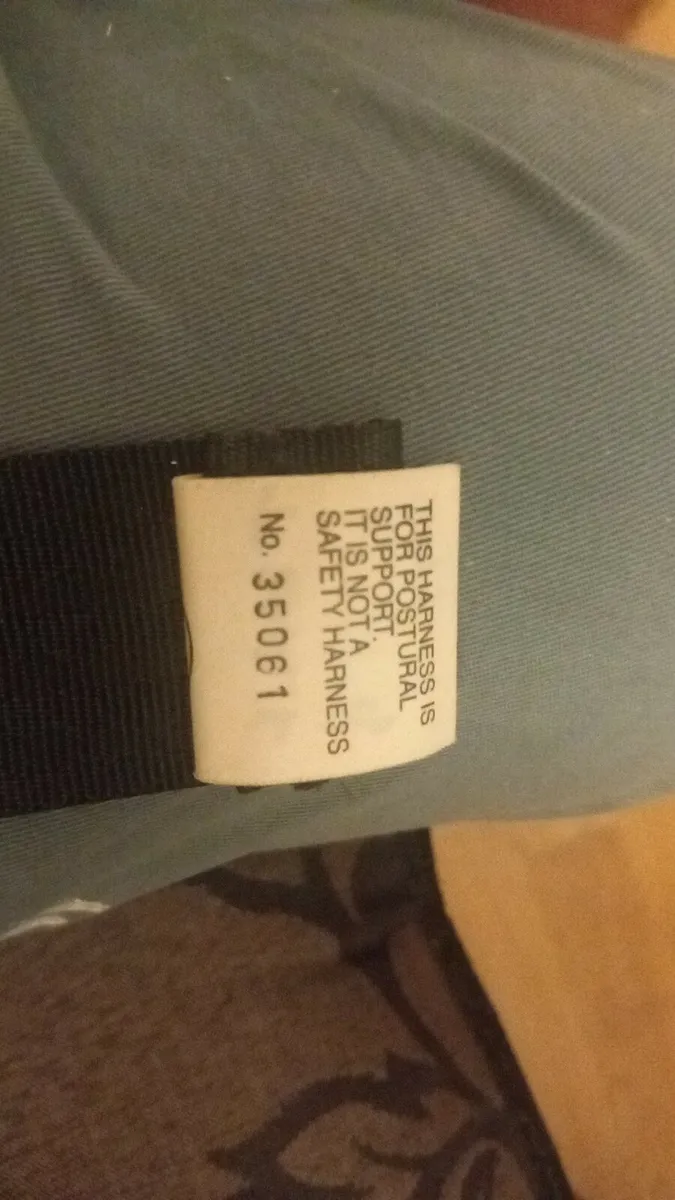 THIS HARNESS IS
FOR POSTURAL
SUPPORT.
IT IS NOT A
SAFETY HARNESS
No. 35061